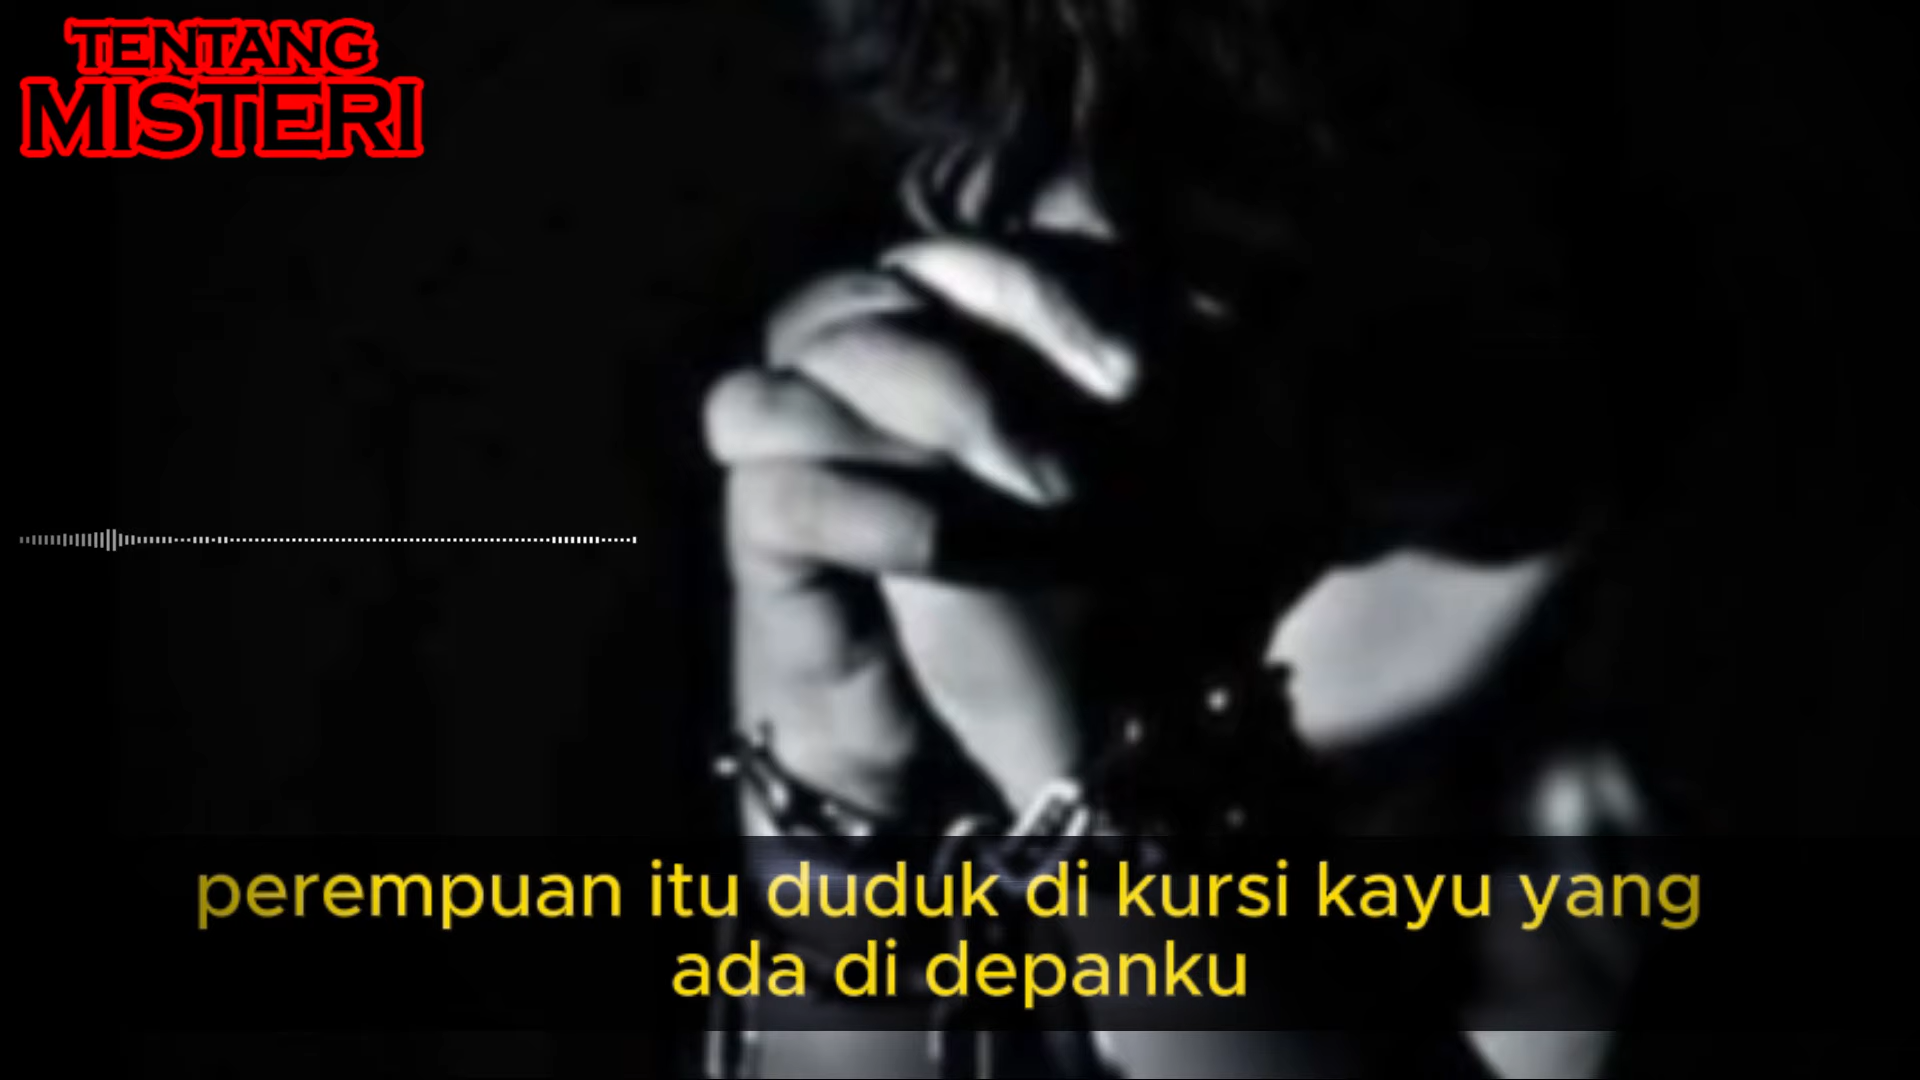 TENTANG
MISTERI
perempuan itu duduk di kursi kayu yang
ada di depanku